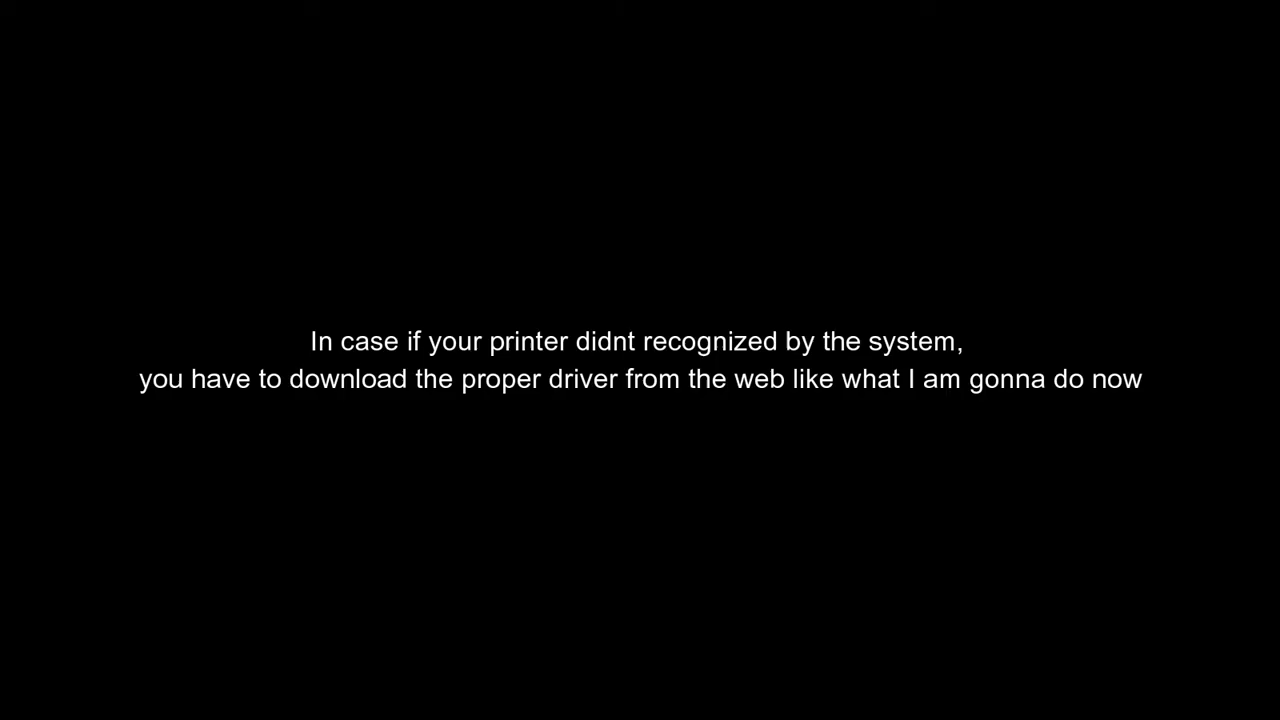 In case if your printer didnt recognized by the system,
you have to download the proper driver from the web like what I am gonna do now